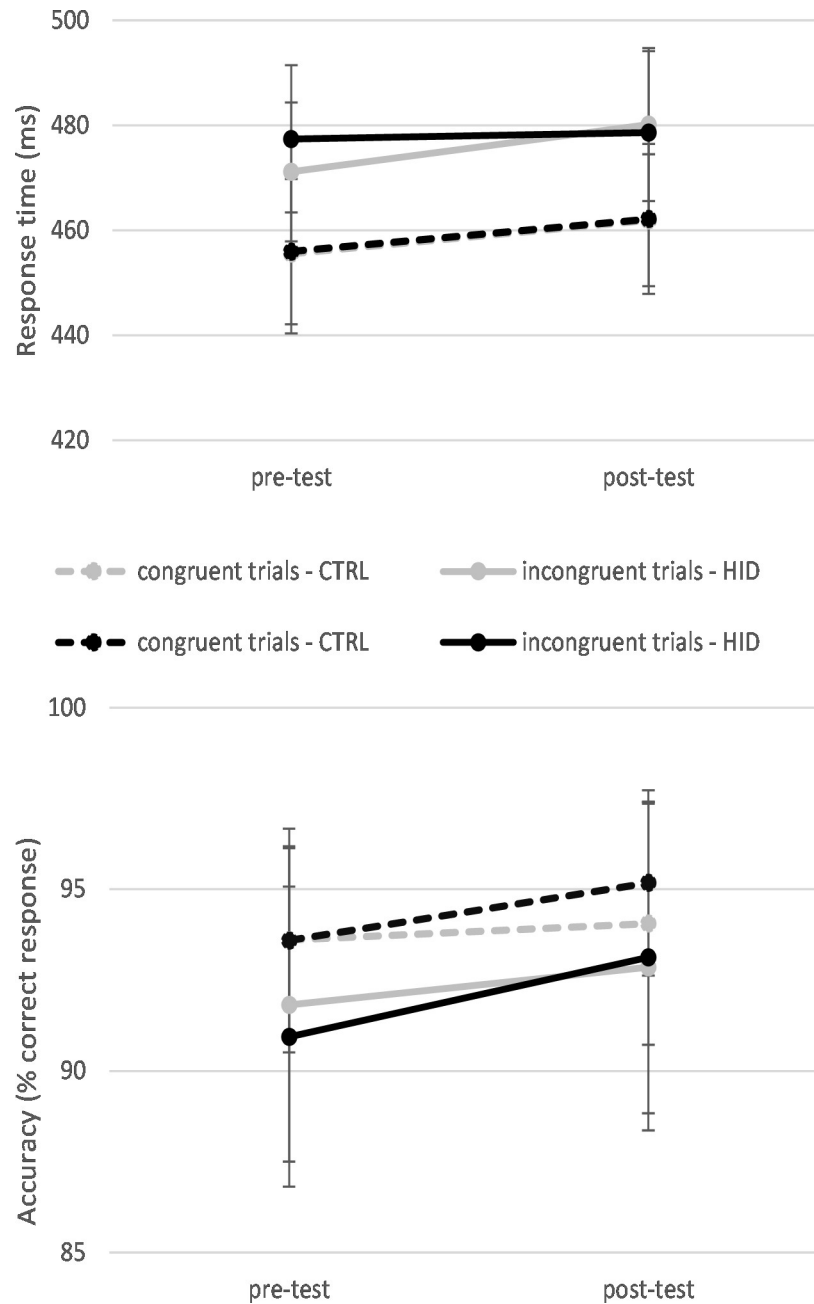 500
480
460
440
420
Response time (ms)
pre-test post-test
congruent trials - CTRL incongruent trials - HID
congruent trials - CTRL incongruent trials - HID
100
95
90
85
Accuracy (% correct response)
pre-test post-test